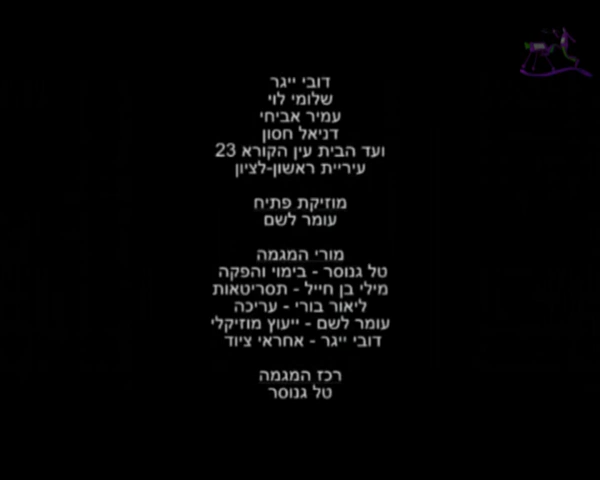 דובי ייגר
שלומי לוי
עמיר אביחי
דניאל חסון
ועד הבית עין הקורא 23
עיריית ראשון-לציון
מוזיקת פתיח
עומר לשם
מורי המגמה
טל גנוסר - בימוי והפקה
מילי בן חייל - תסריטאות
ליאור בורי - עריכה
עומר לשם - ייעוץ מוזיקלי
דובי ייגר - אחראי ציוד
רכז המגמה
טל גנוסר